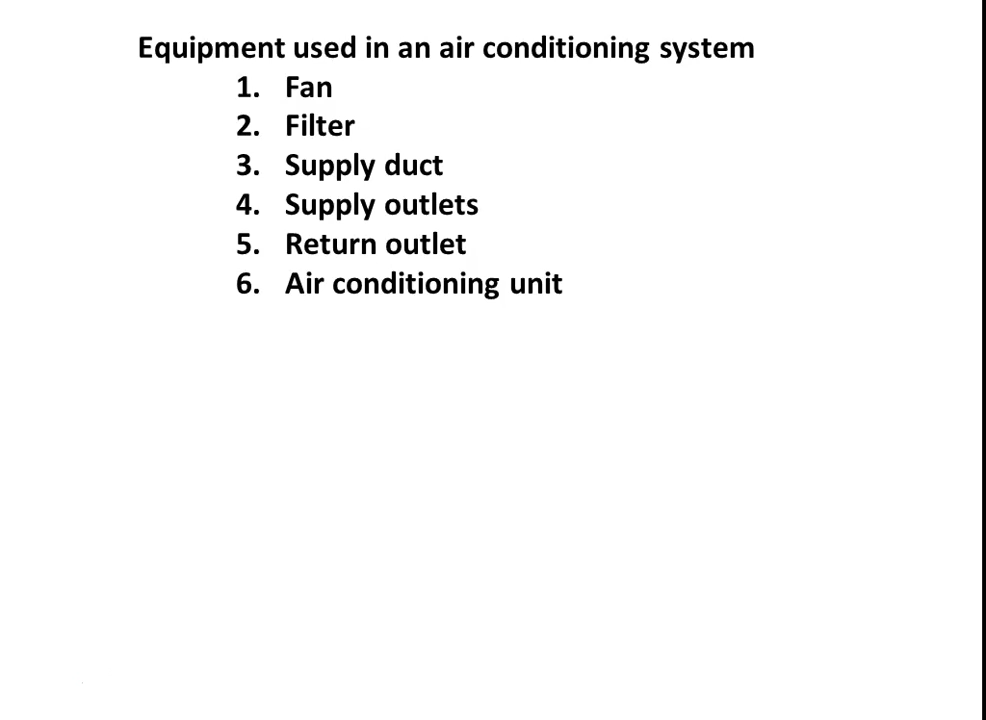 Equipment used in an air conditioning system
1. Fan
2. Filter
3. Supply duct
4. Supply outlets
5. Return outlet
6. Air conditioning unit